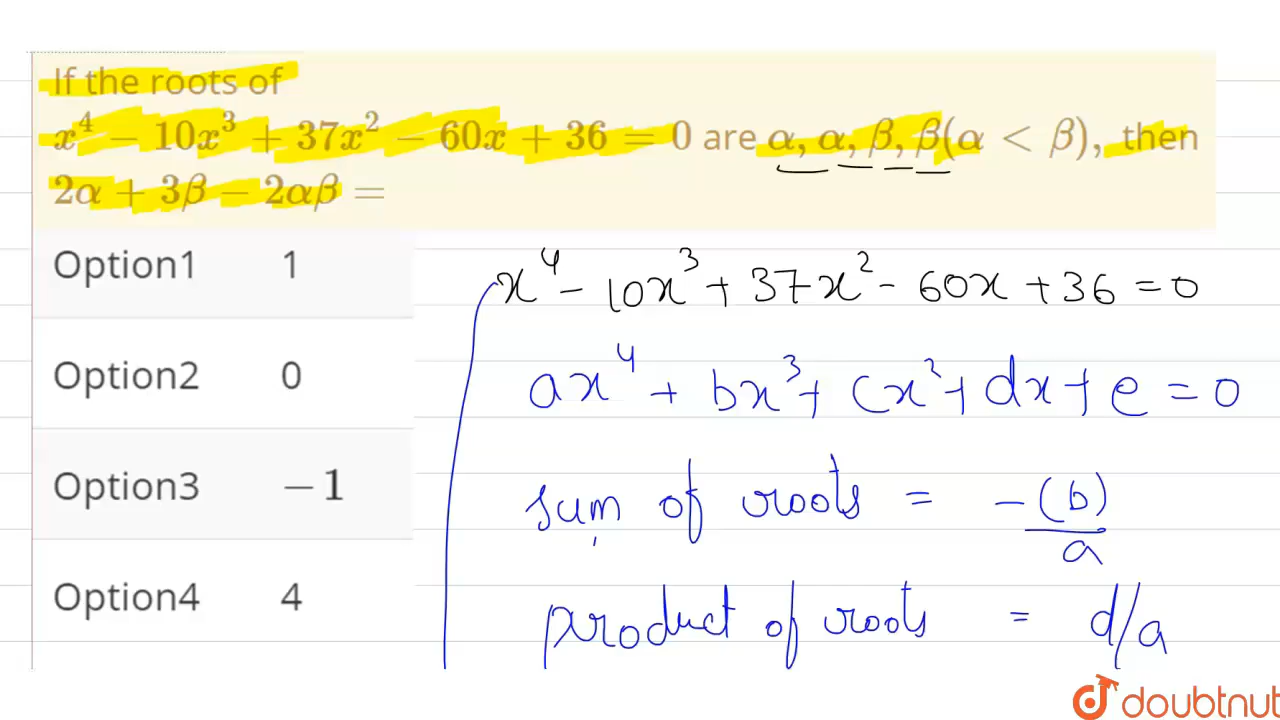 If the roots of
x⁴ − 10x³ + 37x² − 60x + 36 = 0 are α, α, β, β(α < β), then
2α + 3β − 2αβ =
Option1 1
Option2 0
Option3 −1
Option4 4
x⁴ − 10x³ + 37x² − 60x + 36 = 0
ax⁴ + bx³ + cx² + dx + e = 0
sum of roots = −(b)/a
product of roots = d/a
doubtnut